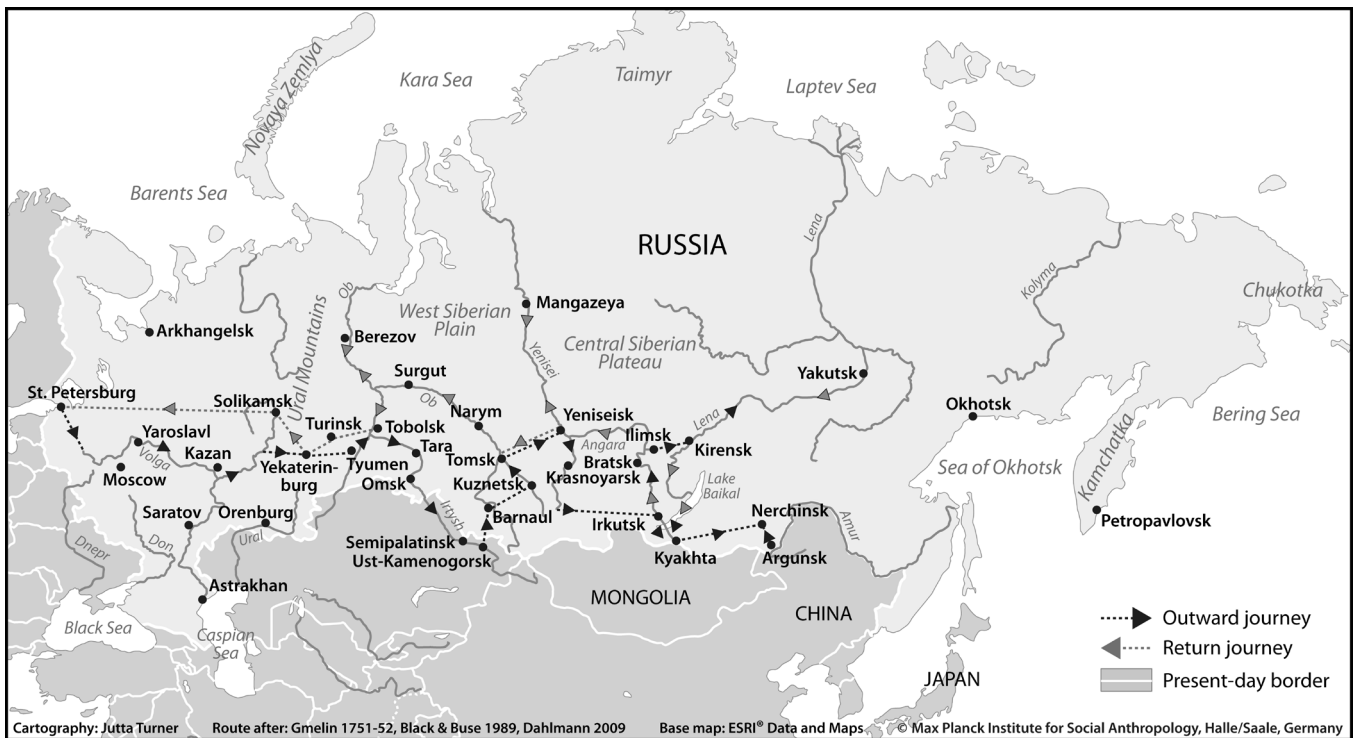 Kara Sea
Taimyr
Laptev Sea
Novaya Zemlya
Barents Sea
RUSSIA
Lena
Kolyma
Chukotka
Ob
Mangazeya
West Siberian
Plain
Arkhangelsk
Ural Mountains
Berezov
Central Siberian
Plateau
Yenisei
Yakutsk
St. Petersburg
Solikamsk
Surgut
Ob
Narym
Yeniseisk
Lena
Okhotsk
Bering Sea
Yaroslavl
Turinsk
Tobolsk
Angara
Ilimsk
Kirensk
Volga
Kazan
Tara
Tomsk
Bratsk
Kamchatka
Moscow
Yekaterin-
burg
Tyumen
Omsk
Kuznetsk
Krasnoyarsk
Lake
Baikal
Sea of Okhotsk
Saratov
Orenburg
Irtysh
Barnaul
Irkutsk
Nerchinsk
Amur
Petropavlovsk
Dnepr
Don
Ural
Semipalatinsk
Ust-Kamenogorsk
Kyakhta
Argunsk
Astrakhan
MONGOLIA
CHINA
Black Sea
Caspian
Sea
Outward journey
Return journey
JAPAN
Present-day border
Cartography: Jutta Turner
Route after: Gmelin 1751-52, Black & Buse 1989, Dahlmann 2009
Base map: ESRI® Data and Maps
© Max Planck Institute for Social Anthropology, Halle/Saale, Germany